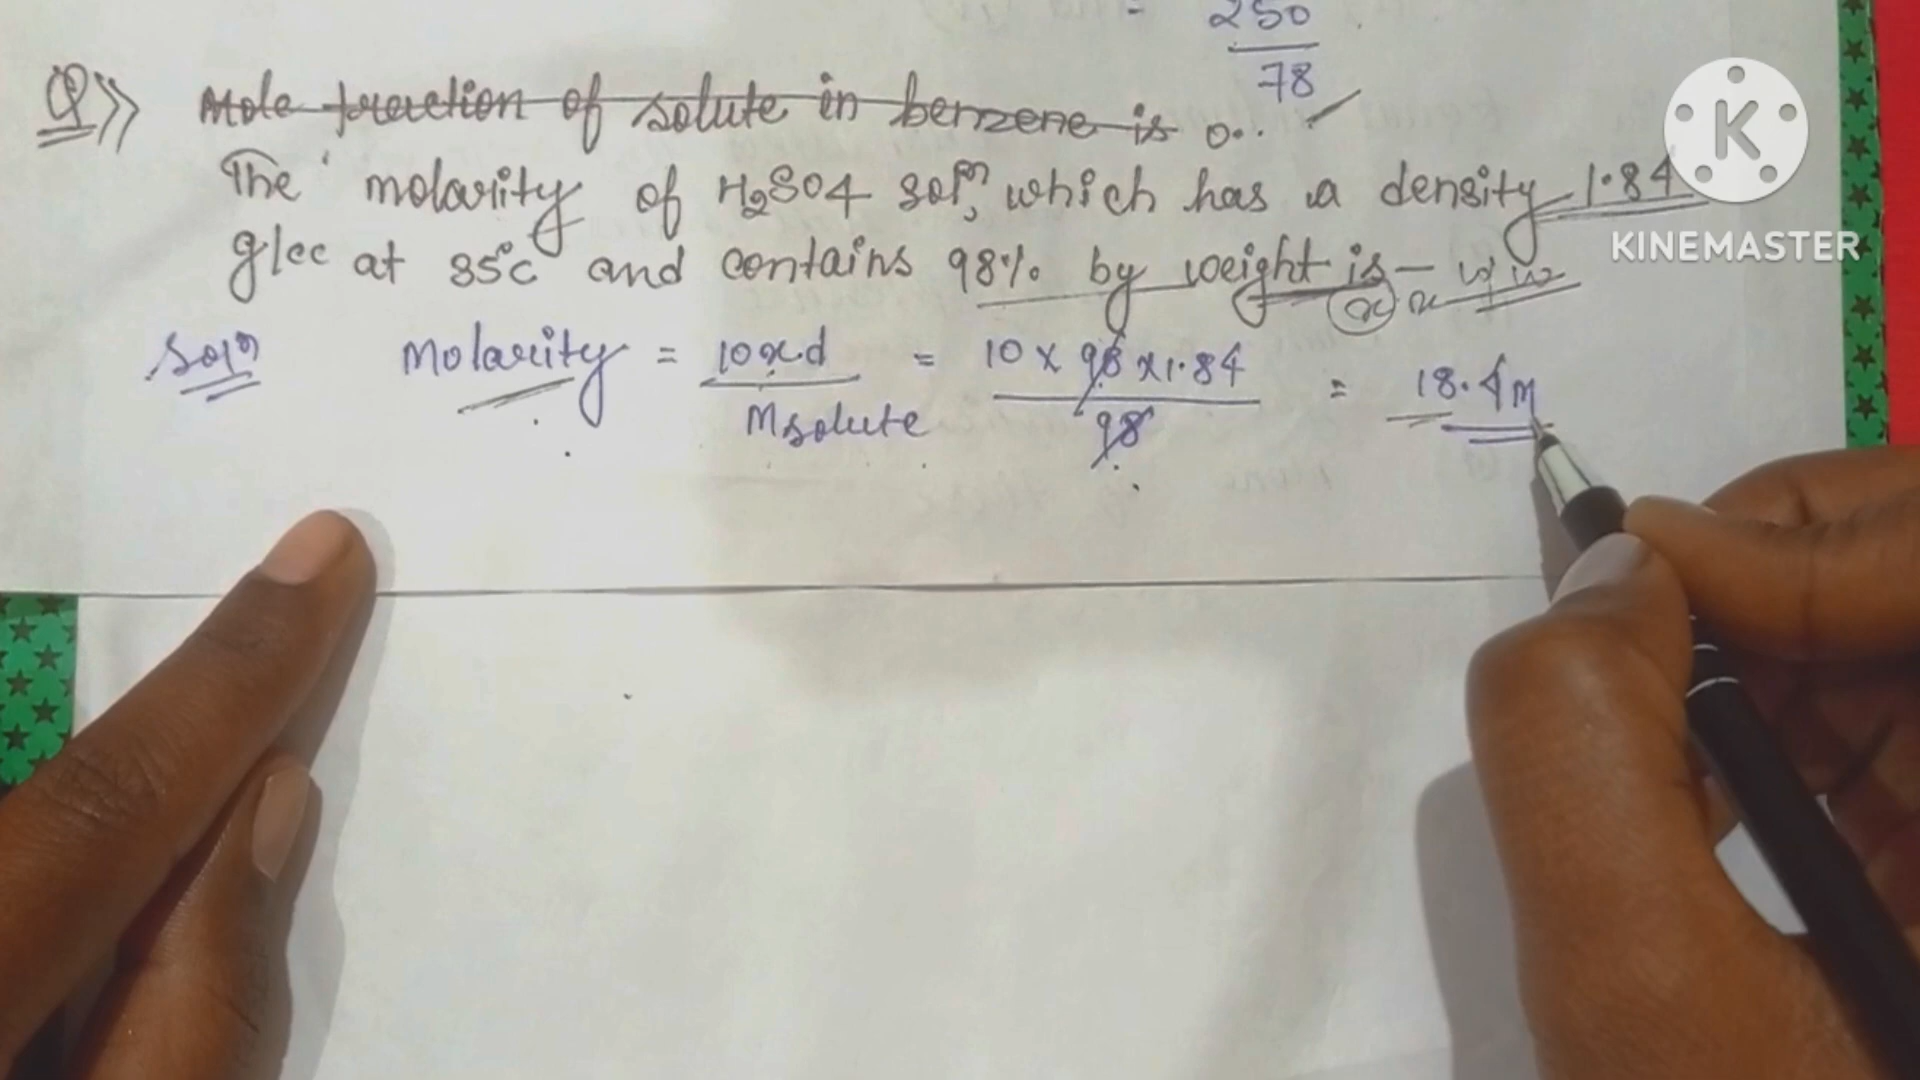 = 250
78
Q>> Mole fraction of solute in benzene is 0..
The molarity of H2SO4 soln, which has a density 1.84
g/cc at 35°C and contains 98% by weight is - w/w
x x
Soln Molarity = 10xd = 10 x 98 x 1.84 = 18.4M
Msolute 98
K
KINEMASTER